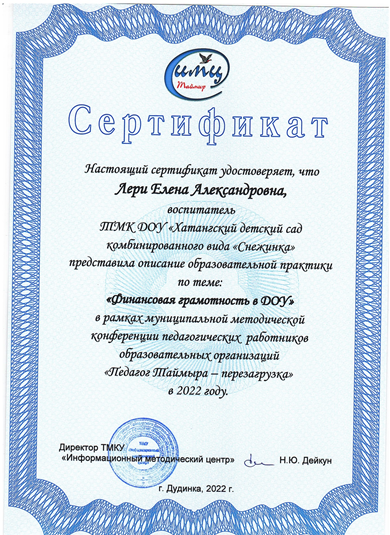 имц
Таймыр
Сертификат
Настоящий сертификат удостоверяет, что
Лери Елена Александровна,
воспитатель
ТМК ДОУ «Хатангский детский сад
комбинированного вида «Снежинка»
представила описание образовательной практики
по теме:
«Финансовая грамотность в ДОУ»
в рамках муниципальной методической
конференции педагогических работников
образовательных организаций
«Педагог Таймыра – перезагрузка»
в 2022 году.
Директор ТМКУ
«Информационный методический центр»
Н.Ю. Дейкун
г. Дудинка, 2022 г.